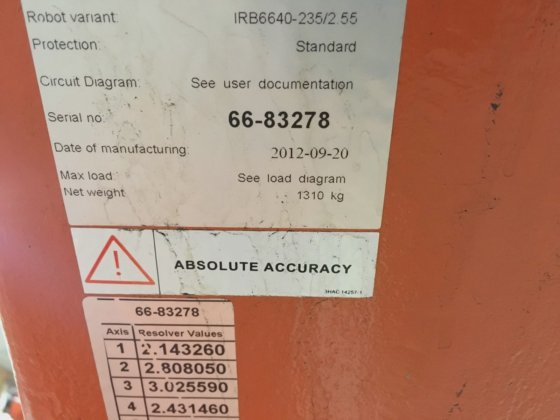 Robot variant: IRB6640-235/2.55
Protection: Standard
Circuit Diagram: See user documentation
Serial no: 66-83278
Date of manufacturing: 2012-09-20
Max load: See load diagram
Net weight: 1310 kg
ABSOLUTE ACCURACY
3HAC 14257-1
66-83278
Axis Resolver Values
1 2.143260
2 2.808050
3 3.025590
4 2.431460